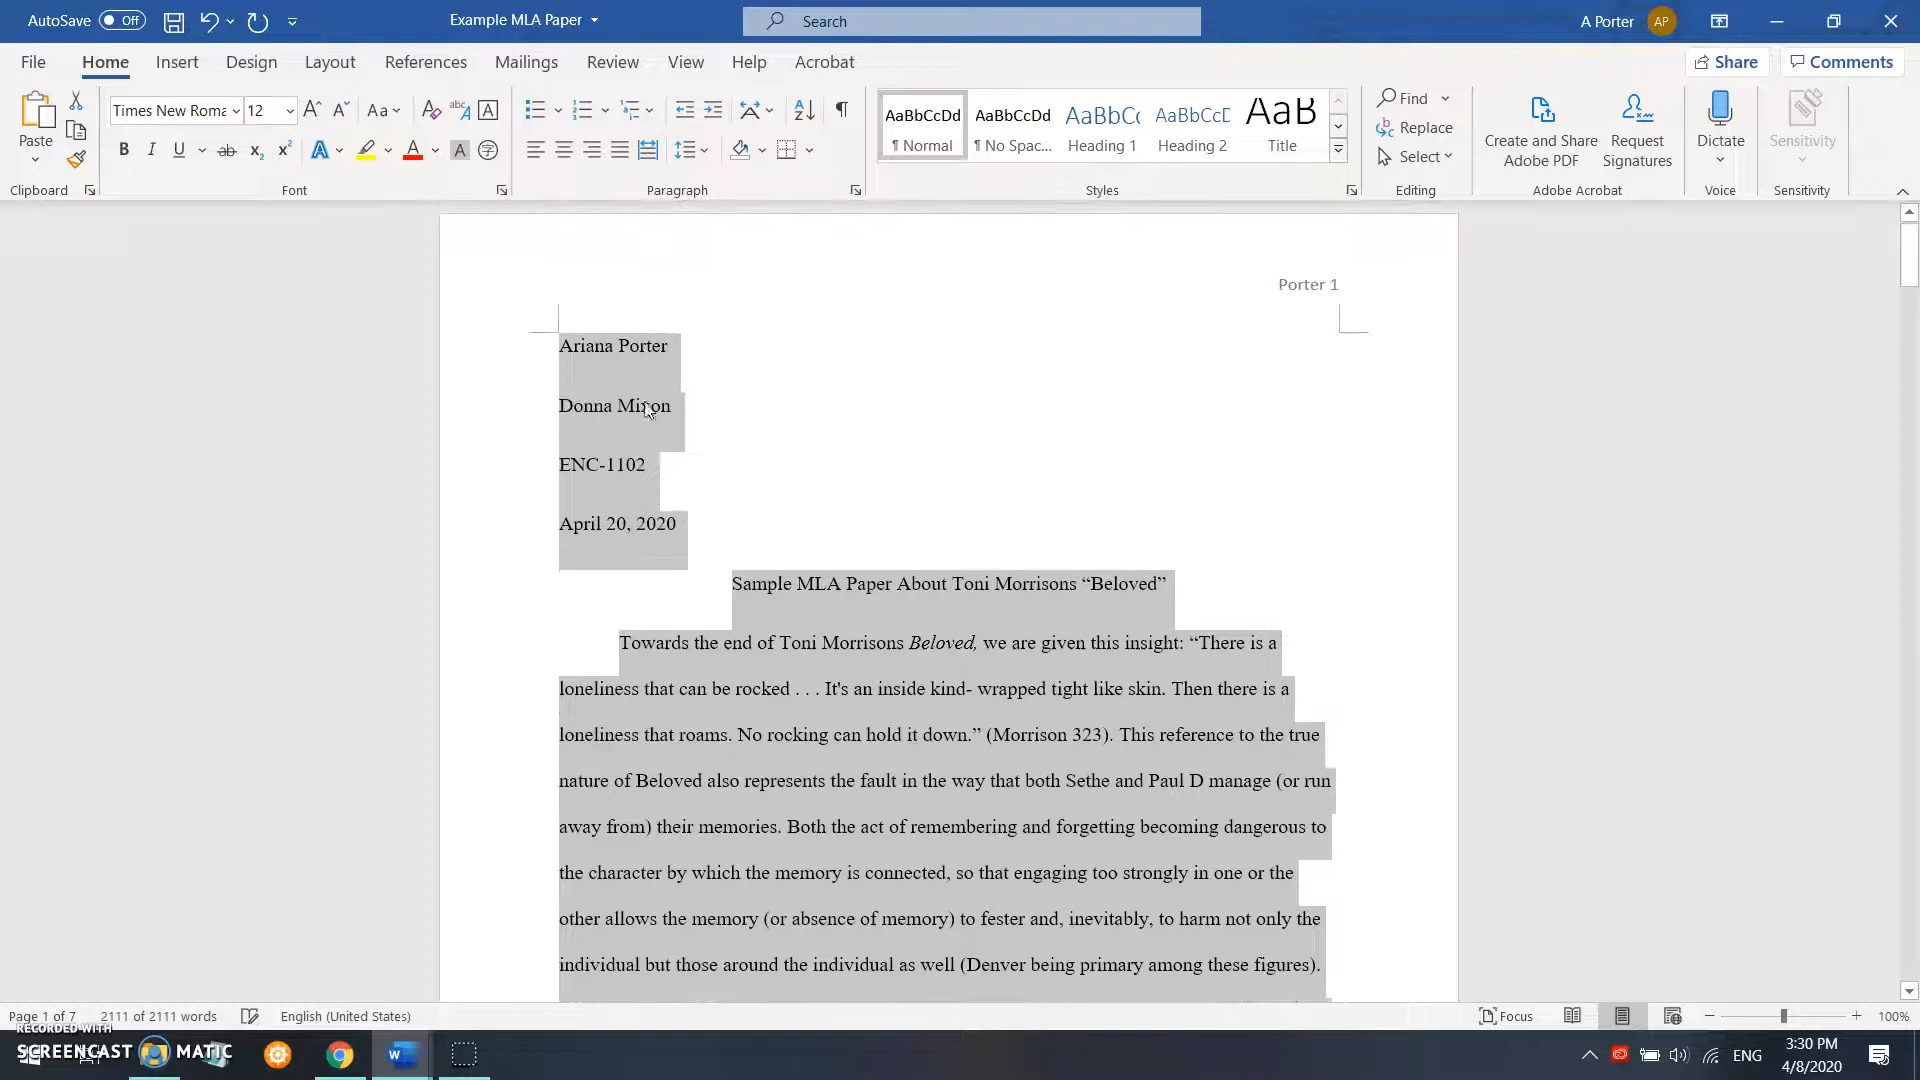 AutoSave Off Example MLA Paper Search A Porter AP
File Home Insert Design Layout References Mailings Review View Help Acrobat Share Comments
Times New Roma 12 Aa A AaBbCcDd AaBbCcDd AaBbCc AaBbCcD AaB Find
Paste ¶ Normal ¶ No Spac... Heading 1 Heading 2 Title Replace Create and Share Adobe PDF Request Signatures Dictate Sensitivity
B I U ab x₂ x² A A A Select
Clipboard Font Paragraph Styles Editing Adobe Acrobat Voice Sensitivity
Porter 1
Ariana Porter
Donna Mixon
ENC-1102
April 20, 2020
Sample MLA Paper About Toni Morrisons “Beloved”
Towards the end of Toni Morrisons Beloved, we are given this insight: “There is a
loneliness that can be rocked . . . It's an inside kind- wrapped tight like skin. Then there is a
loneliness that roams. No rocking can hold it down.” (Morrison 323). This reference to the true
nature of Beloved also represents the fault in the way that both Sethe and Paul D manage (or run
away from) their memories. Both the act of remembering and forgetting becoming dangerous to
the character by which the memory is connected, so that engaging too strongly in one or the
other allows the memory (or absence of memory) to fester and, inevitably, to harm not only the
individual but those around the individual as well (Denver being primary among these figures).
Page 1 of 7 2111 of 2111 words English (United States) Focus 100%
RECORDED WITH
SCREENCAST MATIC
ENG 3:30 PM
4/8/2020